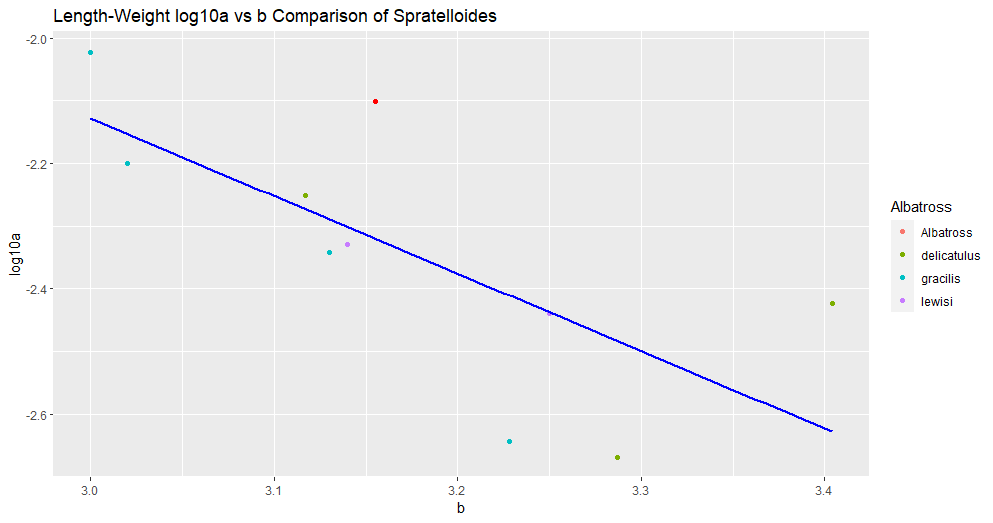 Length-Weight log10a vs b Comparison of Spratelloides
-2.0
-2.2
-2.4
-2.6
log10a
3.0 3.1 3.2 3.3 3.4
b
Albatross
Albatross
delicatulus
gracilis
lewisi